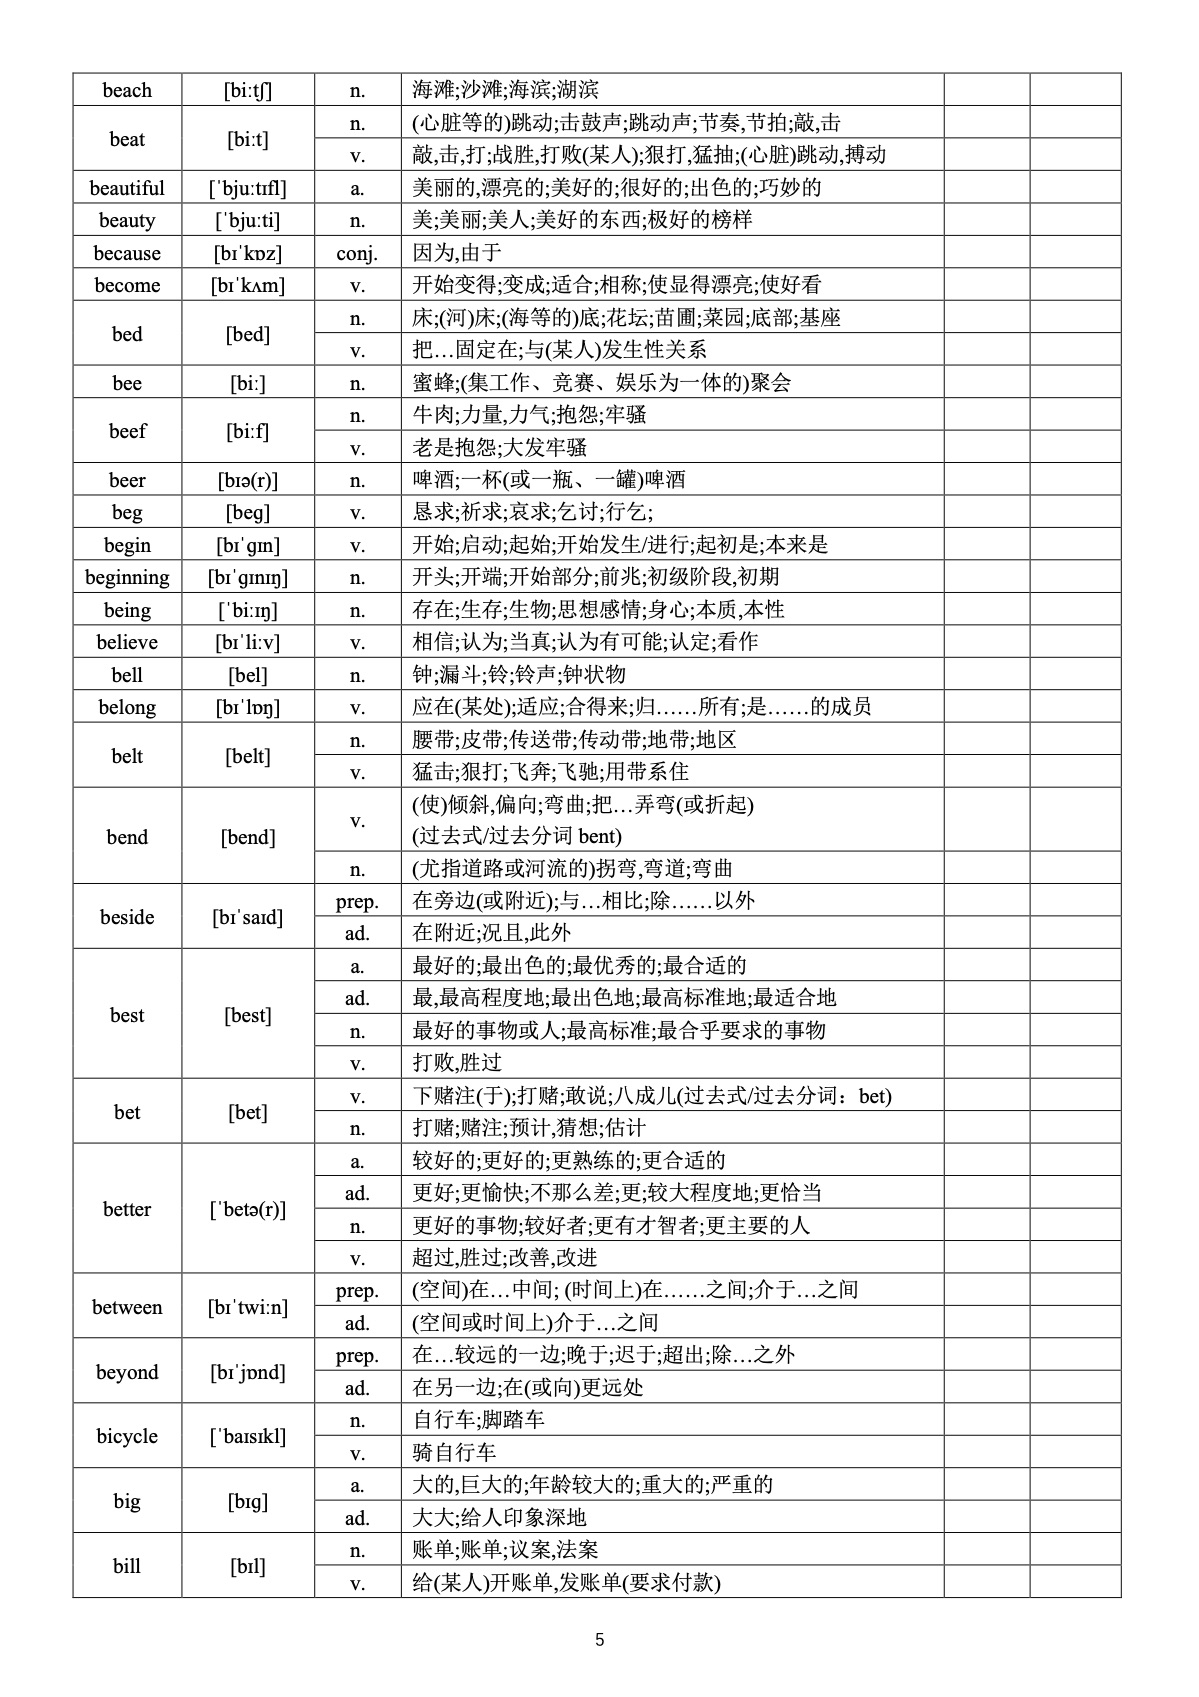 beach [biːtʃ] n. 海滩;沙滩;海滨;湖滨
beat [biːt] n. (心脏等的)跳动;击鼓声;跳动声;节奏,节拍;敲,击
v. 敲,击,打;战胜,打败(某人);狠打,猛抽;(心脏)跳动,搏动
beautiful [ˈbjuːtɪfl] a. 美丽的,漂亮的;美好的;很好的;出色的;巧妙的
beauty [ˈbjuːti] n. 美;美丽;美人;美好的东西;极好的榜样
because [bɪˈkɒz] conj. 因为,由于
become [bɪˈkʌm] v. 开始变得;变成;适合;相称;使显得漂亮;使好看
bed [bed] n. 床;(河)床;(海等的)底;花坛;苗圃;菜园;底部;基座
v. 把…固定在;与(某人)发生性关系
bee [biː] n. 蜜蜂;(集工作、竞赛、娱乐为一体的)聚会
beef [biːf] n. 牛肉;力量,力气;抱怨;牢骚
v. 老是抱怨;大发牢骚
beer [bɪə(r)] n. 啤酒;一杯(或一瓶、一罐)啤酒
beg [beɡ] v. 恳求;祈求;哀求;乞讨;行乞;
begin [bɪˈɡɪn] v. 开始;启动;起始;开始发生/进行;起初是;本来是
beginning [bɪˈɡɪnɪŋ] n. 开头;开端;开始部分;前兆;初级阶段,初期
being [ˈbiːɪŋ] n. 存在;生存;生物;思想感情;身心;本质,本性
believe [bɪˈliːv] v. 相信;认为;当真;认为有可能;认定;看作
bell [bel] n. 钟;漏斗;铃;铃声;钟状物
belong [bɪˈlɒŋ] v. 应在(某处);适应;合得来;归……所有;是……的成员
belt [belt] n. 腰带;皮带;传送带;传动带;地带;地区
v. 猛击;狠打;飞奔;飞驰;用带系住
bend [bend] v. (使)倾斜,偏向;弯曲;把…弄弯(或折起)
(过去式/过去分词 bent)
n. (尤指道路或河流的)拐弯,弯道;弯曲
beside [bɪˈsaɪd] prep. 在旁边(或附近);与…相比;除……以外
ad. 在附近;况且,此外
best [best] a. 最好的;最出色的;最优秀的;最合适的
ad. 最,最高程度地;最出色地;最高标准地;最适合地
n. 最好的事物或人;最高标准;最合乎要求的事物
v. 打败,胜过
bet [bet] v. 下赌注(于);打赌;敢说;八成儿(过去式/过去分词：bet)
n. 打赌;赌注;预计,猜想;估计
better [ˈbetə(r)] a. 较好的;更好的;更熟练的;更合适的
ad. 更好;更愉快;不那么差;更;较大程度地;更恰当
n. 更好的事物;较好者;更有才智者;更主要的人
v. 超过,胜过;改善,改进
between [bɪˈtwiːn] prep. (空间)在…中间; (时间上)在……之间;介于…之间
ad. (空间或时间上)介于…之间
beyond [bɪˈjɒnd] prep. 在…较远的一边;晚于;迟于;超出;除…之外
ad. 在另一边;在(或向)更远处
bicycle [ˈbaɪsɪkl] n. 自行车;脚踏车
v. 骑自行车
big [bɪɡ] a. 大的,巨大的;年龄较大的;重大的;严重的
ad. 大大;给人印象深地
bill [bɪl] n. 账单;账单;议案,法案
v. 给(某人)开账单,发账单(要求付款)
5